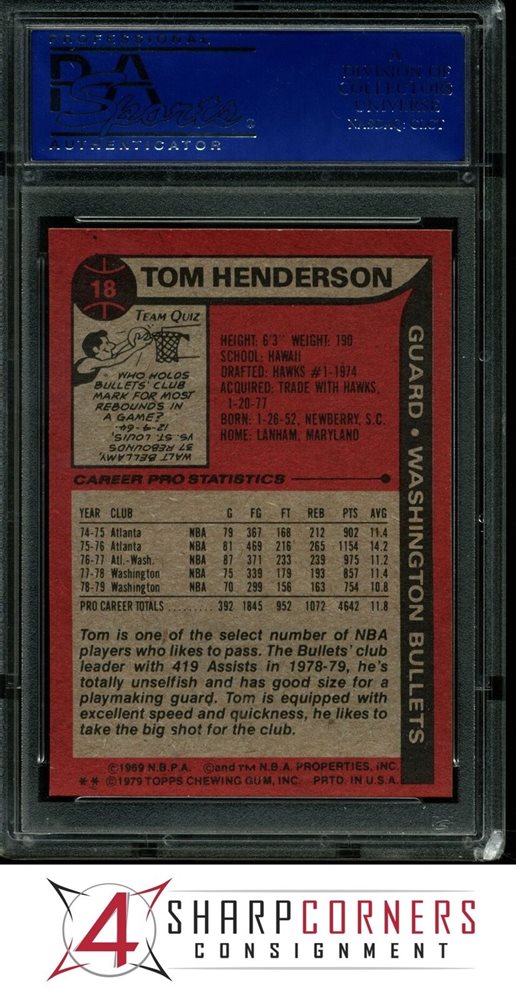 PROFESSIONAL
PSA
Sports
AUTHENTICATOR
A
DIVISION OF
COLLECTORS
UNIVERSE
NASDAQ: CLCT
18
TOM HENDERSON
TEAM QUIZ
WHO HOLDS
BULLETS' CLUB
MARK FOR MOST
REBOUNDS IN
A GAME?
WALT BELLAMY,
37 REBOUNDS
VS. ST. LOUIS,
12-9-64
HEIGHT: 6'3" WEIGHT: 190
SCHOOL: HAWAII
DRAFTED: HAWKS #1-1974
ACQUIRED: TRADE WITH HAWKS,
1-20-77
BORN: 1-26-52, NEWBERRY, S.C.
HOME: LANHAM, MARYLAND
GUARD • WASHINGTON BULLETS
CAREER PRO STATISTICS
YEAR CLUB G FG FT REB PTS AVG
74-75 Atlanta NBA 79 367 168 212 902 11.4
75-76 Atlanta NBA 81 469 216 265 1154 14.2
76-77 Atl.-Wash. NBA 87 371 233 239 975 11.2
77-78 Washington NBA 75 339 179 193 857 11.4
78-79 Washington NBA 70 299 156 163 754 10.8
PRO CAREER TOTALS ......... 392 1845 952 1072 4642 11.8
Tom is one of the select number of NBA
players who likes to pass. The Bullets' club
leader with 419 Assists in 1978-79, he's
totally unselfish and has good size for a
playmaking guard. Tom is equipped with
excellent speed and quickness, he likes to
take the big shot for the club.
©1969 N.B.P.A. ©and TM N.B.A. PROPERTIES, INC.
** ©1979 TOPPS CHEWING GUM, INC. PRTD. IN U.S.A.
4
SHARPCORNERS
CONSIGNMENT